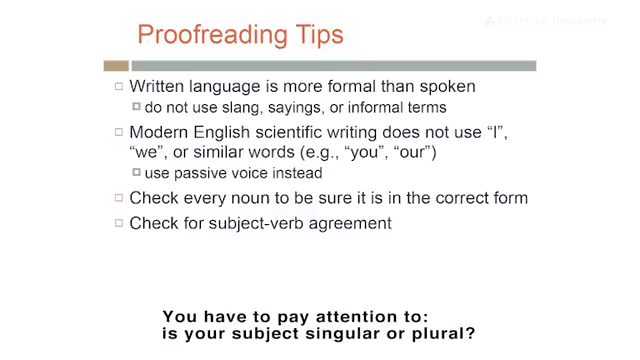 Proofreading Tips
Written language is more formal than spoken
do not use slang, sayings, or informal terms
Modern English scientific writing does not use “I”,
“we”, or similar words (e.g., “you”, “our”)
use passive voice instead
Check every noun to be sure it is in the correct form
Check for subject-verb agreement
You have to pay attention to:
is your subject singular or plural?